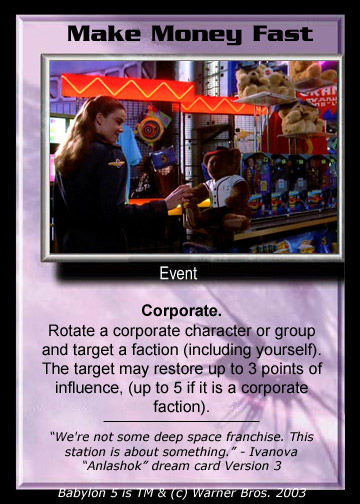 Make Money Fast
Event
Corporate.
Rotate a corporate character or group
and target a faction (including yourself).
The target may restore up to 3 points of
influence, (up to 5 if it is a corporate
faction).
“We're not some deep space franchise. This
station is about something.” - Ivanova
“Anlashok” dream card Version 3
Babylon 5 is TM & (c) Warner Bros. 2003